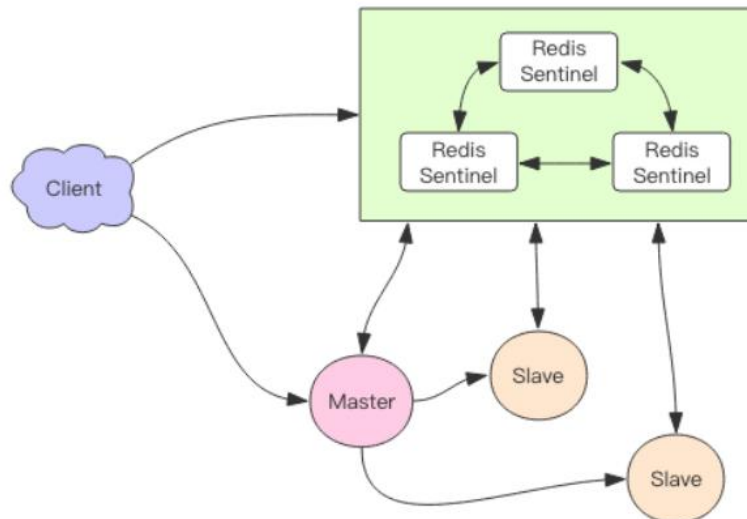 Redis
Sentinel
Redis
Sentinel
Redis
Sentinel
Client
Slave
Master
Slave